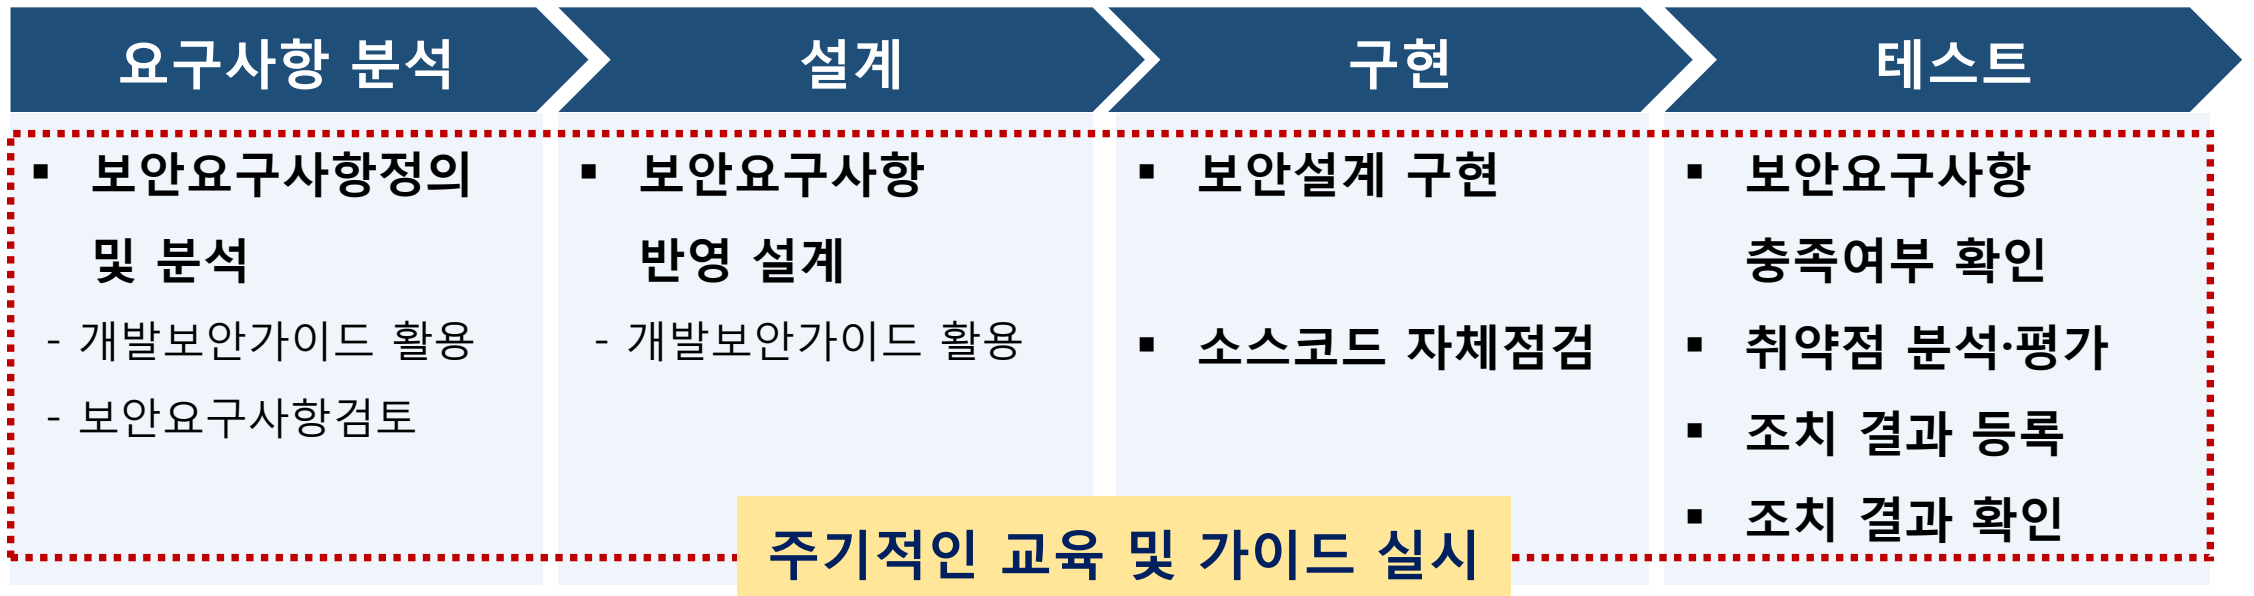 요구사항 분석
설계
구현
테스트
▪ 보안요구사항정의
및 분석
- 개발보안가이드 활용
- 보안요구사항검토
▪ 보안요구사항
반영 설계
- 개발보안가이드 활용
▪ 보안설계 구현
▪ 소스코드 자체점검
▪ 보안요구사항
충족여부 확인
▪ 취약점 분석·평가
▪ 조치 결과 등록
▪ 조치 결과 확인
주기적인 교육 및 가이드 실시